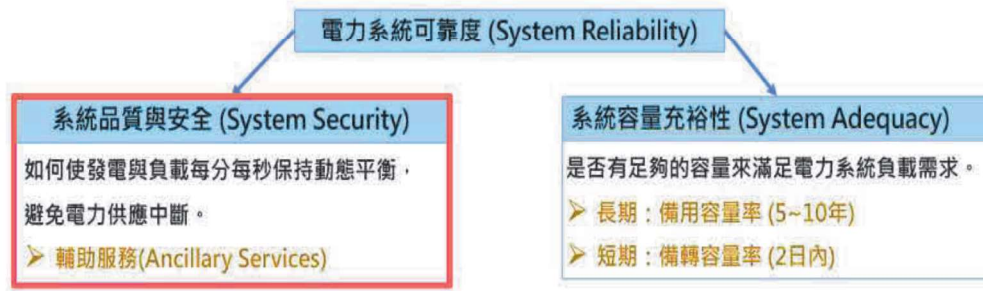 電力系統可靠度 (System Reliability)
系統品質與安全 (System Security)
如何使發電與負載每分每秒保持動態平衡，
避免電力供應中斷。
➢ 輔助服務(Ancillary Services)
系統容量充裕性 (System Adequacy)
是否有足夠的容量來滿足電力系統負載需求。
➢ 長期：備用容量率 (5~10年)
➢ 短期：備轉容量率 (2日內)